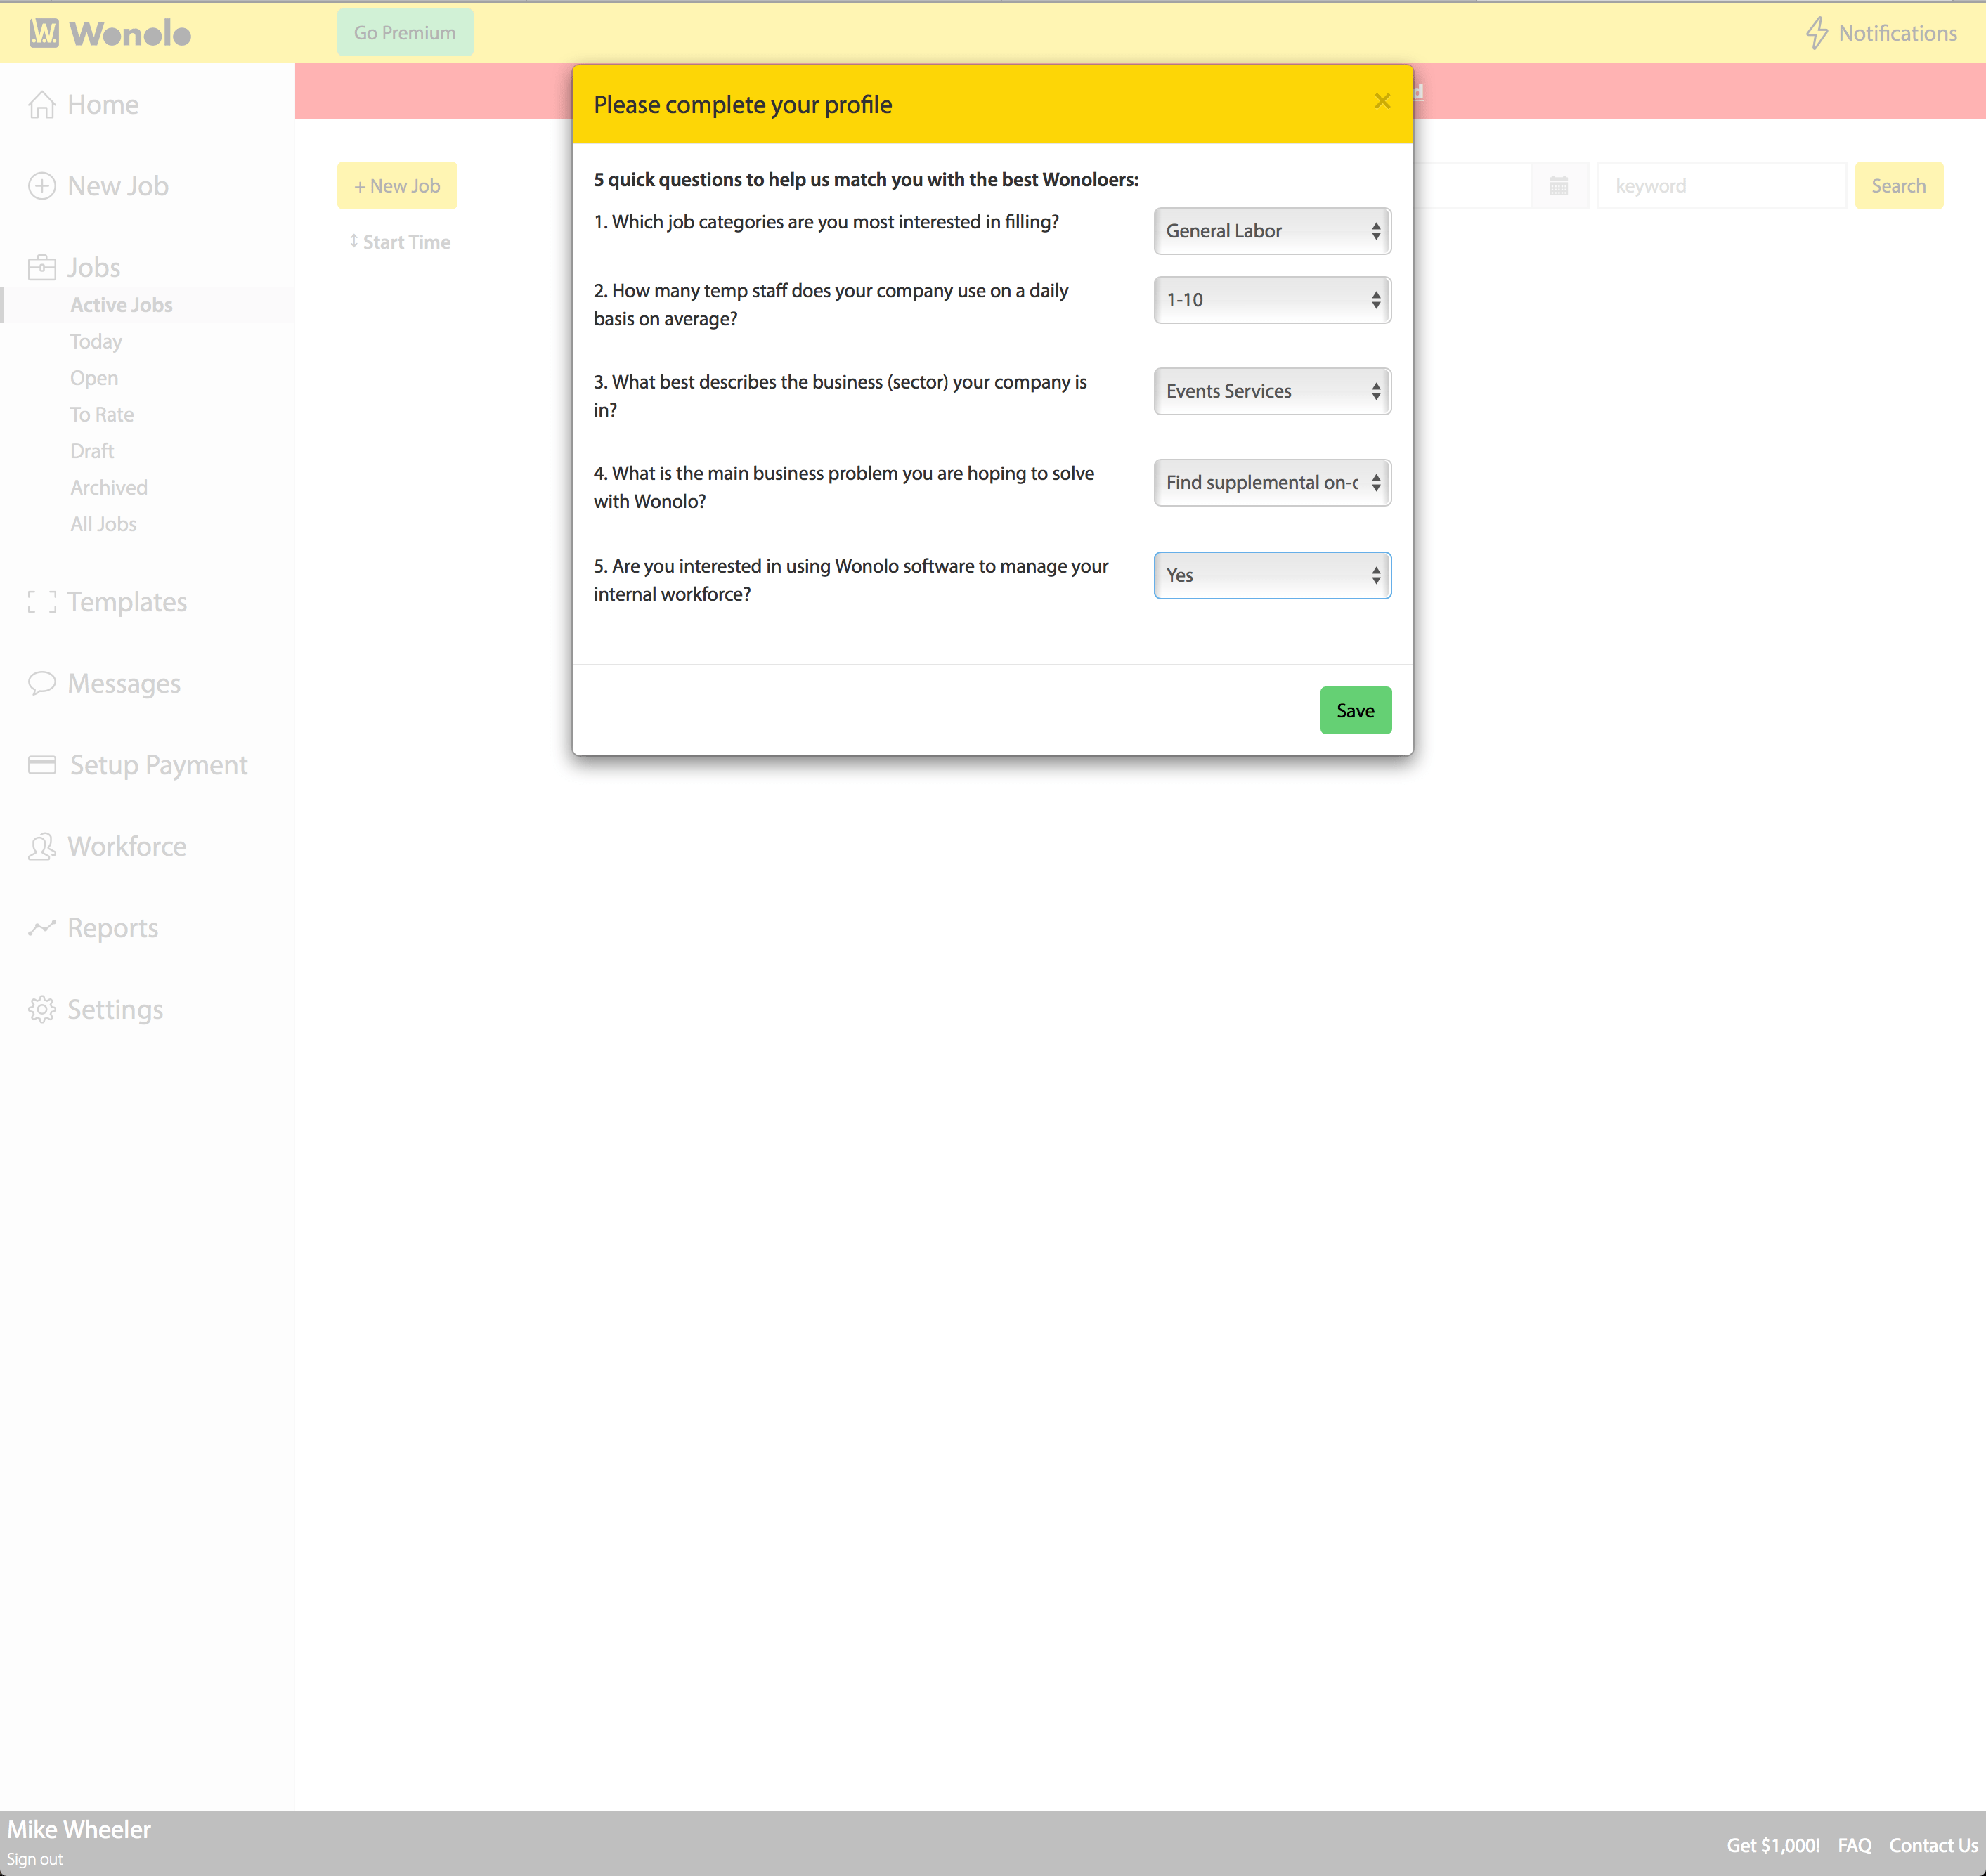 Wonolo
Go Premium
Notifications
Home
New Job
Jobs
Active Jobs
Today
Open
To Rate
Draft
Archived
All Jobs
Templates
Messages
Setup Payment
Workforce
Reports
Settings
+ New Job
Start Time
keyword
Search
Please complete your profile
5 quick questions to help us match you with the best Wonoloers:
1. Which job categories are you most interested in filling?
General Labor
2. How many temp staff does your company use on a daily
basis on average?
1-10
3. What best describes the business (sector) your company is
in?
Events Services
4. What is the main business problem you are hoping to solve
with Wonolo?
Find supplemental on-c
5. Are you interested in using Wonolo software to manage your
internal workforce?
Yes
Save
Mike Wheeler
Sign out
Get $1,000! FAQ Contact Us